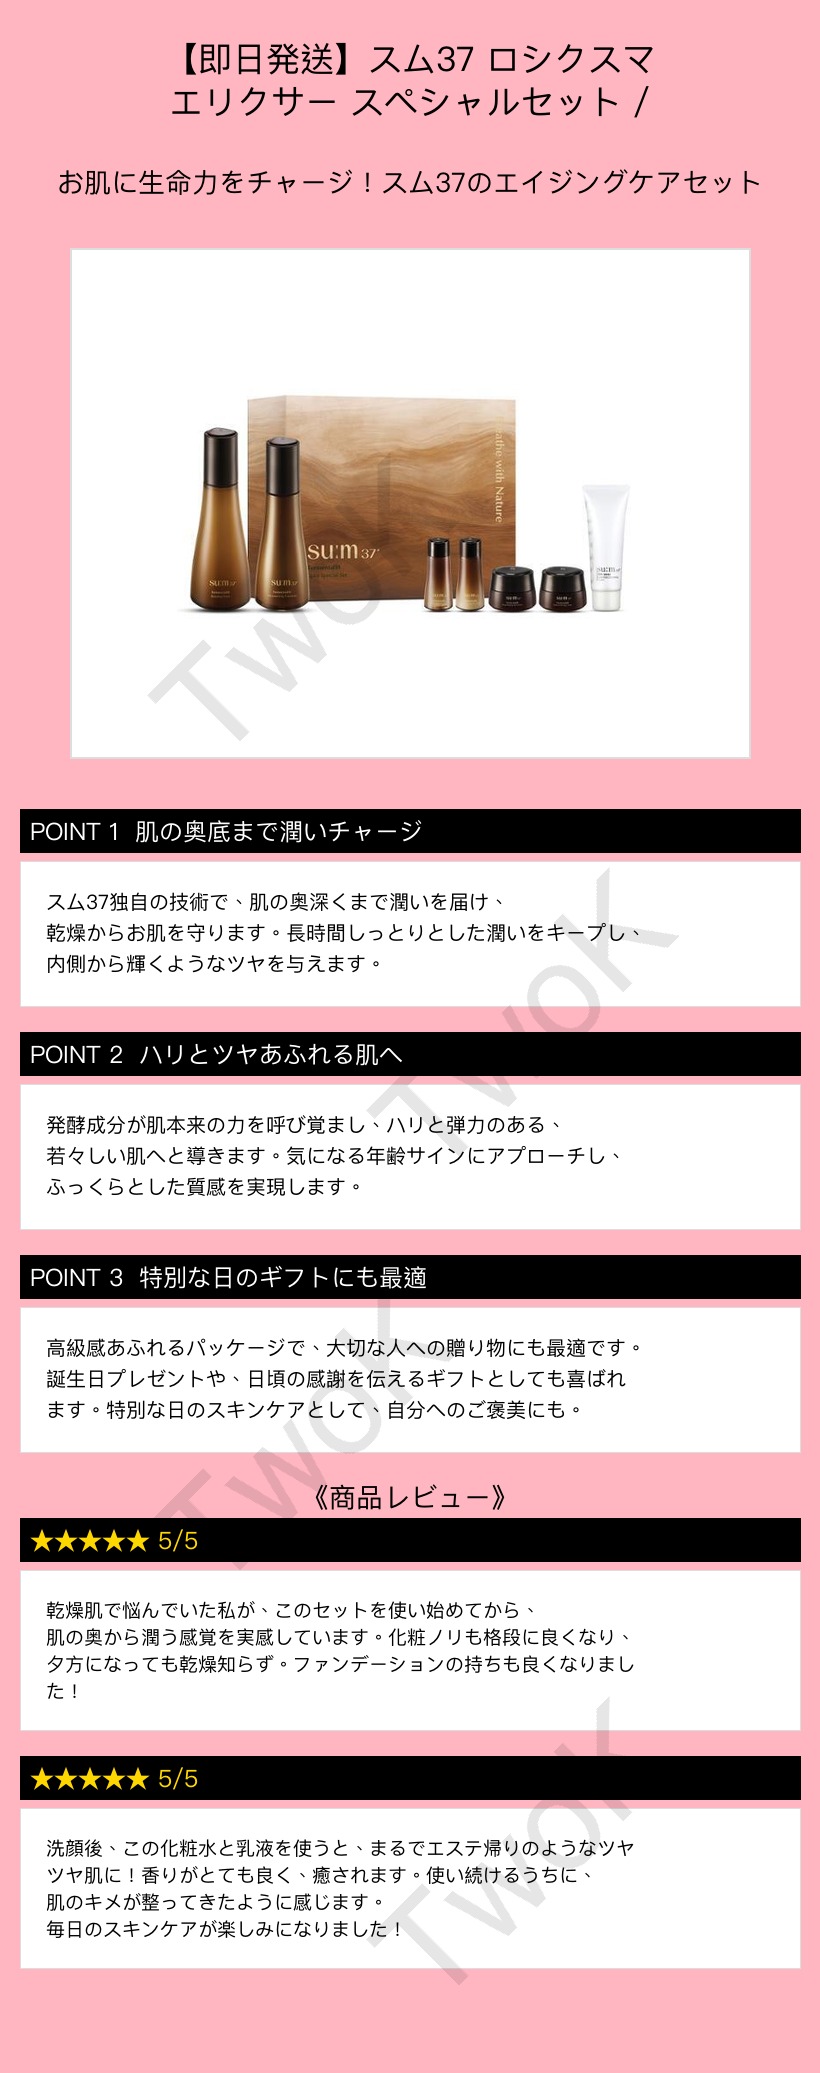 【即日発送】スム37 ロシクスマ
エリクサー スペシャルセット /
お肌に生命力をチャージ！スム37のエイジングケアセット
athe with Nature
su:m37°
su:m37°
su:m37°
TwoK
POINT 1 肌の奥底まで潤いチャージ
スム37独自の技術で、肌の奥深くまで潤いを届け、
乾燥からお肌を守ります。長時間しっとりとした潤いをキープし、
内側から輝くようなツヤを与えます。
TwoK
POINT 2 ハリとツヤあふれる肌へ
発酵成分が肌本来の力を呼び覚まし、ハリと弾力のある、
若々しい肌へと導きます。気になる年齢サインにアプローチし、
ふっくらとした質感を実現します。
POINT 3 特別な日のギフトにも最適
高級感あふれるパッケージで、大切な人への贈り物にも最適です。
誕生日プレゼントや、日頃の感謝を伝えるギフトとしても喜ばれ
ます。特別な日のスキンケアとして、自分へのご褒美にも。
TwoK
《商品レビュー》
★★★★★ 5/5
乾燥肌で悩んでいた私が、このセットを使い始めてから、
肌の奥から潤う感覚を実感しています。化粧ノリも格段に良くなり、
夕方になっても乾燥知らず。ファンデーションの持ちも良くなりまし
た！
★★★★★ 5/5
洗顔後、この化粧水と乳液を使うと、まるでエステ帰りのようなツヤ
ツヤ肌に！香りがとても良く、癒されます。使い続けるうちに、
肌のキメが整ってきたように感じます。
毎日のスキンケアが楽しみになりました！
TwoK